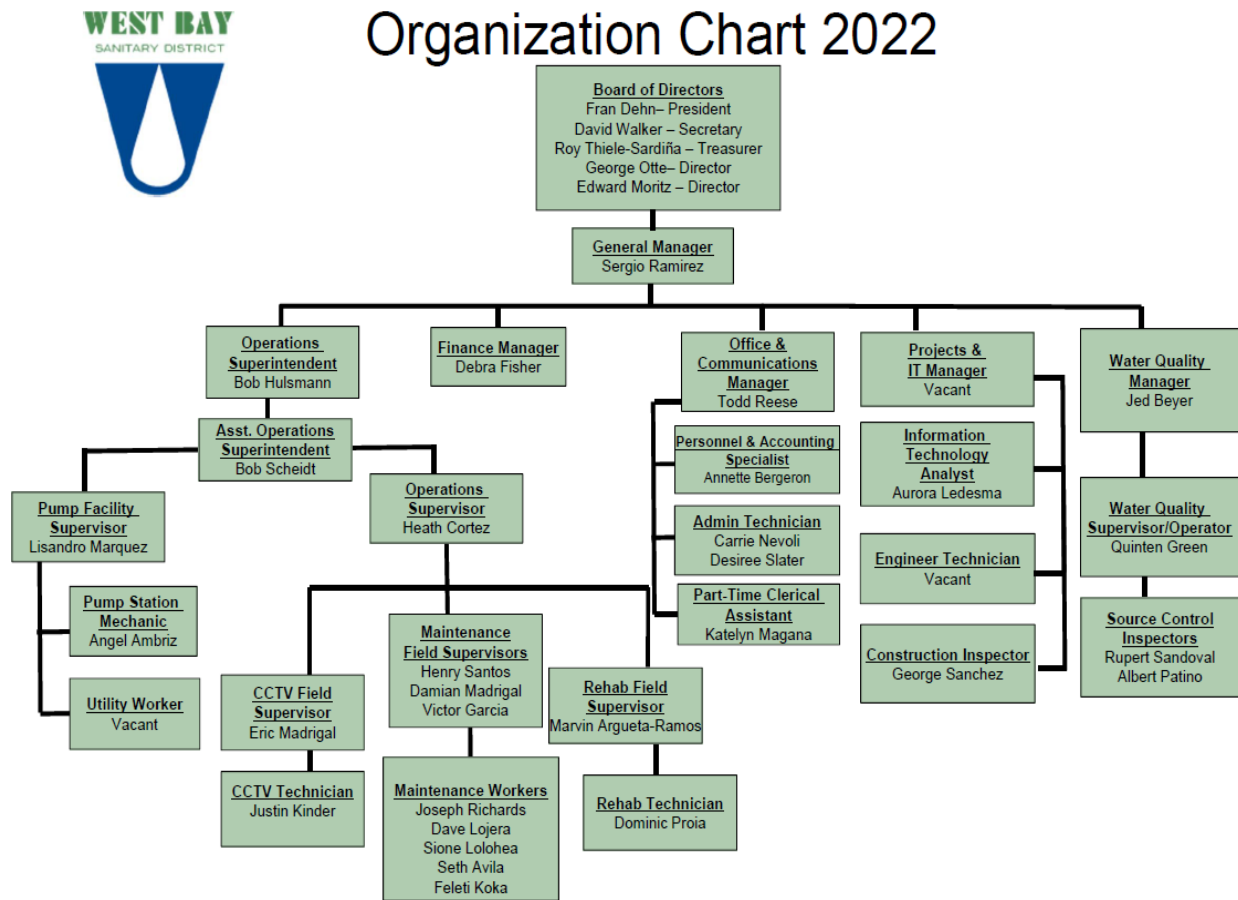 WEST BAY
SANITARY DISTRICT
Organization Chart 2022
Board of Directors
Fran Dehn– President
David Walker – Secretary
Roy Thiele-Sardiña – Treasurer
George Otte– Director
Edward Moritz – Director
General Manager
Sergio Ramirez
Operations
Superintendent
Bob Hulsmann
Finance Manager
Debra Fisher
Office &
Communications
Manager
Todd Reese
Projects &
IT Manager
Vacant
Water Quality
Manager
Jed Beyer
Asst. Operations
Superintendent
Bob Scheidt
Personnel & Accounting
Specialist
Annette Bergeron
Information
Technology
Analyst
Aurora Ledesma
Pump Facility
Supervisor
Lisandro Marquez
Operations
Supervisor
Heath Cortez
Admin Technician
Carrie Nevoli
Desiree Slater
Engineer Technician
Vacant
Water Quality
Supervisor/Operator
Quinten Green
Pump Station
Mechanic
Angel Ambriz
Part-Time Clerical
Assistant
Katelyn Magana
Construction Inspector
George Sanchez
Source Control
Inspectors
Rupert Sandoval
Albert Patino
Utility Worker
Vacant
CCTV Field
Supervisor
Eric Madrigal
Maintenance
Field Supervisors
Henry Santos
Damian Madrigal
Victor Garcia
Rehab Field
Supervisor
Marvin Argueta-Ramos
CCTV Technician
Justin Kinder
Maintenance Workers
Joseph Richards
Dave Lojera
Sione Lolohea
Seth Avila
Feleti Koka
Rehab Technician
Dominic Proia